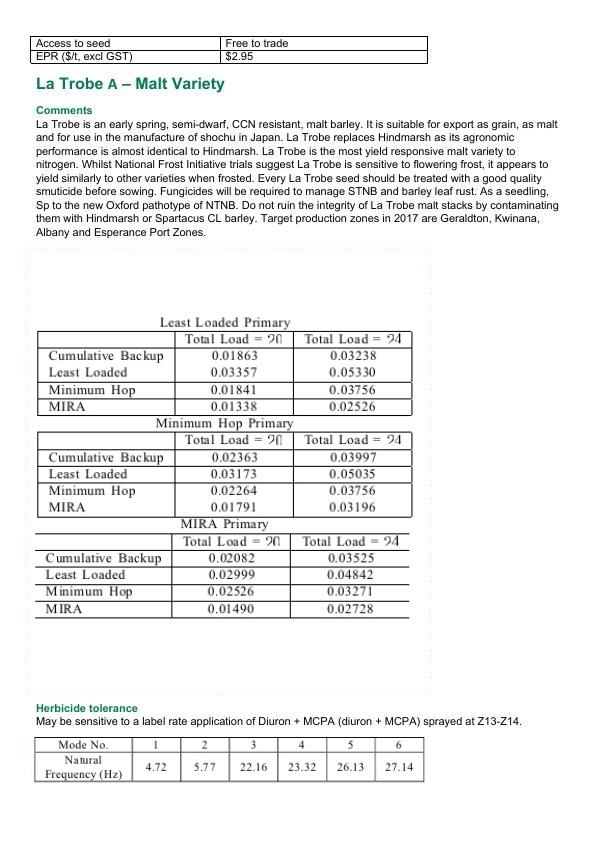 Access to seed Free to trade
EPR ($/t, excl GST) $2.95
La Trobe A – Malt Variety
Comments
La Trobe is an early spring, semi-dwarf, CCN resistant, malt barley. It is suitable for export as grain, as malt
and for use in the manufacture of shochu in Japan. La Trobe replaces Hindmarsh as its agronomic
performance is almost identical to Hindmarsh. La Trobe is the most yield responsive malt variety to
nitrogen. Whilst National Frost Initiative trials suggest La Trobe is sensitive to flowering frost, it appears to
yield similarly to other varieties when frosted. Every La Trobe seed should be treated with a good quality
smuticide before sowing. Fungicides will be required to manage STNB and barley leaf rust. As a seedling,
Sp to the new Oxford pathotype of NTNB. Do not ruin the integrity of La Trobe malt stacks by contaminating
them with Hindmarsh or Spartacus CL barley. Target production zones in 2017 are Geraldton, Kwinana,
Albany and Esperance Port Zones.
Least Loaded Primary
Total Load = Total Load =
Cumulative Backup 0.01863 0.03238
Least Loaded 0.03357 0.05330
Minimum Hop 0.01841 0.03756
MIRA 0.01338 0.02526
Minimum Hop Primary
Total Load = Total Load =
Cumulative Backup 0.02363 0.03997
Least Loaded 0.03173 0.05035
Minimum Hop 0.02264 0.03756
MIRA 0.01791 0.03196
MIRA Primary
Total Load = Total Load =
Cumulative Backup 0.02082 0.03525
Least Loaded 0.02999 0.04842
Minimum Hop 0.02526 0.03271
MIRA 0.01490 0.02728
Herbicide tolerance
May be sensitive to a label rate application of Diuron + MCPA (diuron + MCPA) sprayed at Z13-Z14.
Mode No. 1 2 3 4 5 6
Natural
Frequency (Hz) 4.72 5.77 22.16 23.32 26.13 27.14